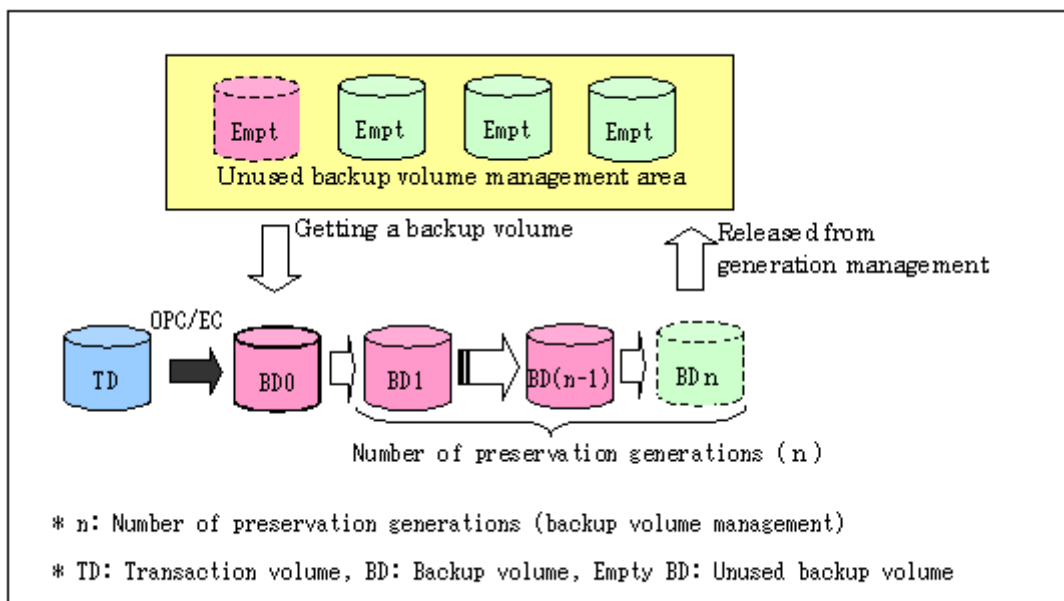 Empt Empt Empt Empt
Unused backup volume management area
Getting a backup volume
Released from
generation management
OPC/EC
TD BD0 BD1 BD(n-1) BDn
Number of preservation generations (n)
* n: Number of preservation generations (backup volume management)
* TD: Transaction volume, BD: Backup volume, Empty BD: Unused backup volume